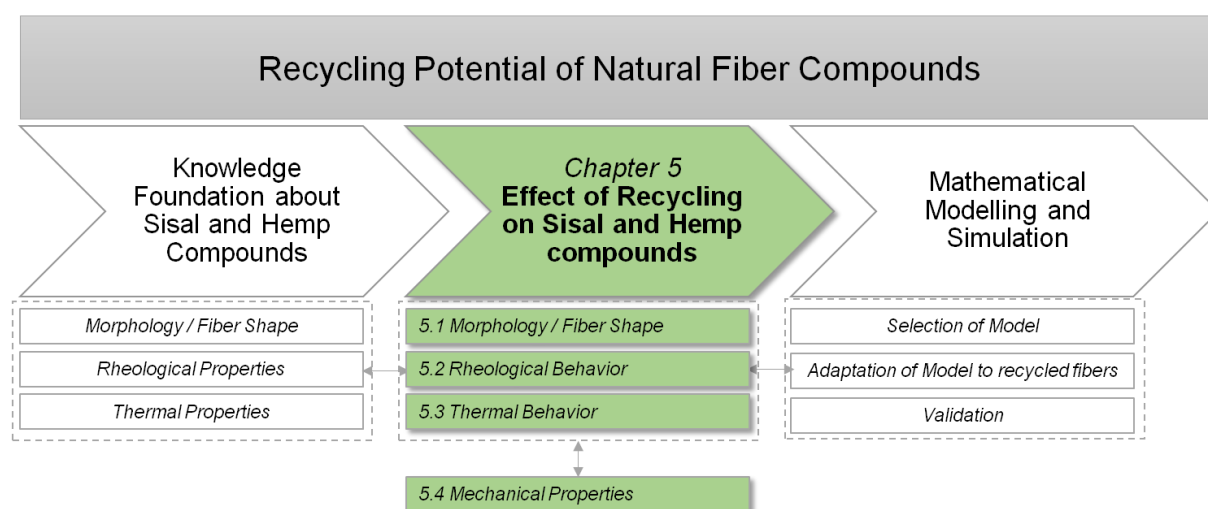 Recycling Potential of Natural Fiber Compounds
Knowledge
Foundation about
Sisal and Hemp
Compounds
Chapter 5
Effect of Recycling
on Sisal and Hemp
compounds
Mathematical
Modelling and
Simulation
Morphology / Fiber Shape
Rheological Properties
Thermal Properties
5.1 Morphology / Fiber Shape
5.2 Rheological Behavior
5.3 Thermal Behavior
5.4 Mechanical Properties
Selection of Model
Adaptation of Model to recycled fibers
Validation